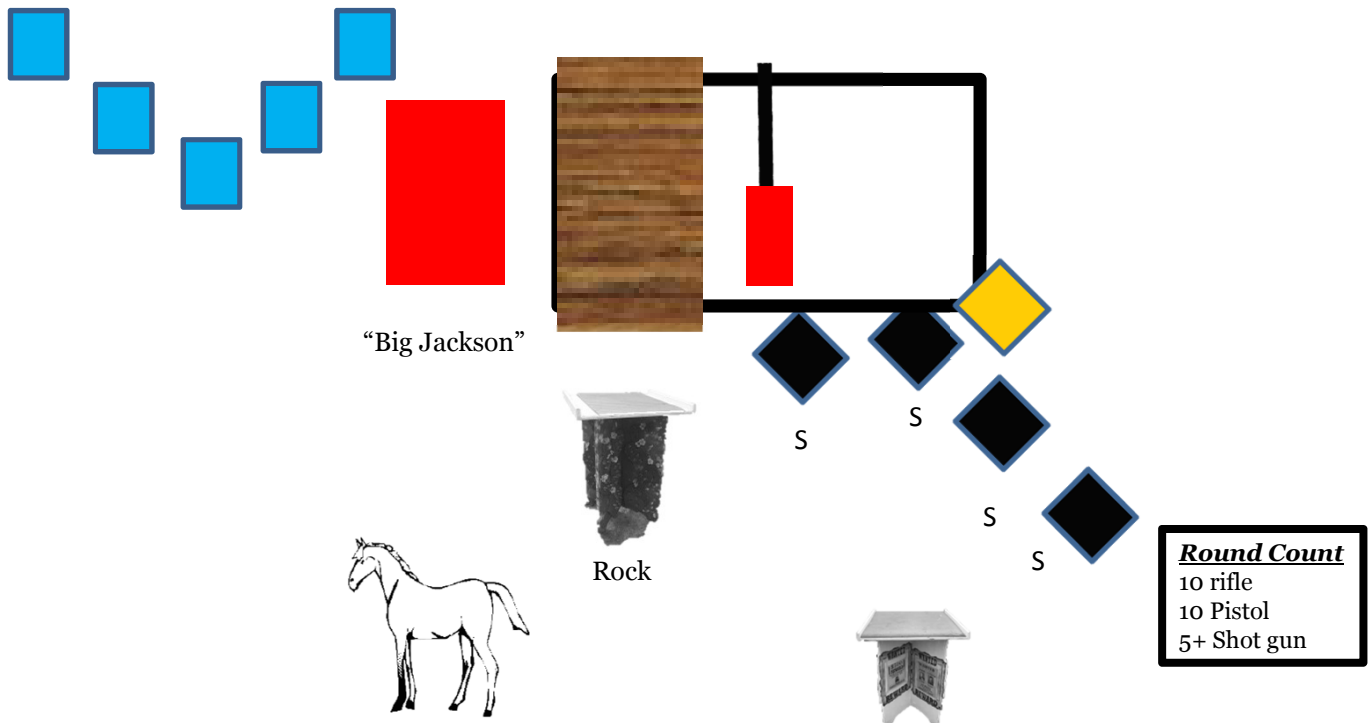 “Big Jackson”
S
S
Rock
S
S
Round Count
10 rifle
10 Pistol
5+ Shot gun